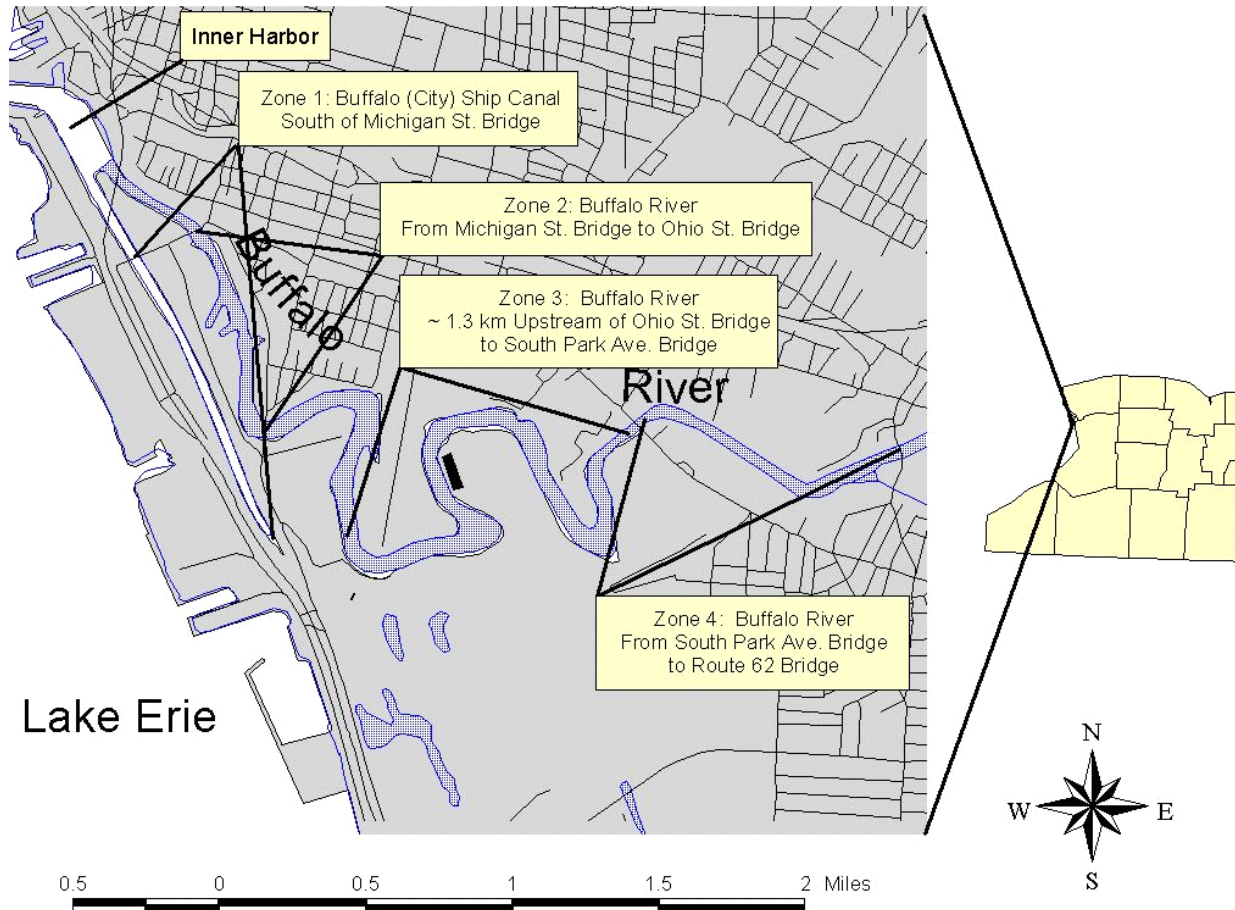 Inner Harbor
Zone 1: Buffalo (City) Ship Canal
South of Michigan St. Bridge
Zone 2: Buffalo River
From Michigan St. Bridge to Ohio St. Bridge
Buffalo
Zone 3: Buffalo River
~ 1.3 km Upstream of Ohio St. Bridge
to South Park Ave. Bridge
River
Zone 4: Buffalo River
From South Park Ave. Bridge
to Route 62 Bridge
Lake Erie
N
W E
S
0.5 0 0.5 1 1.5 2 Miles